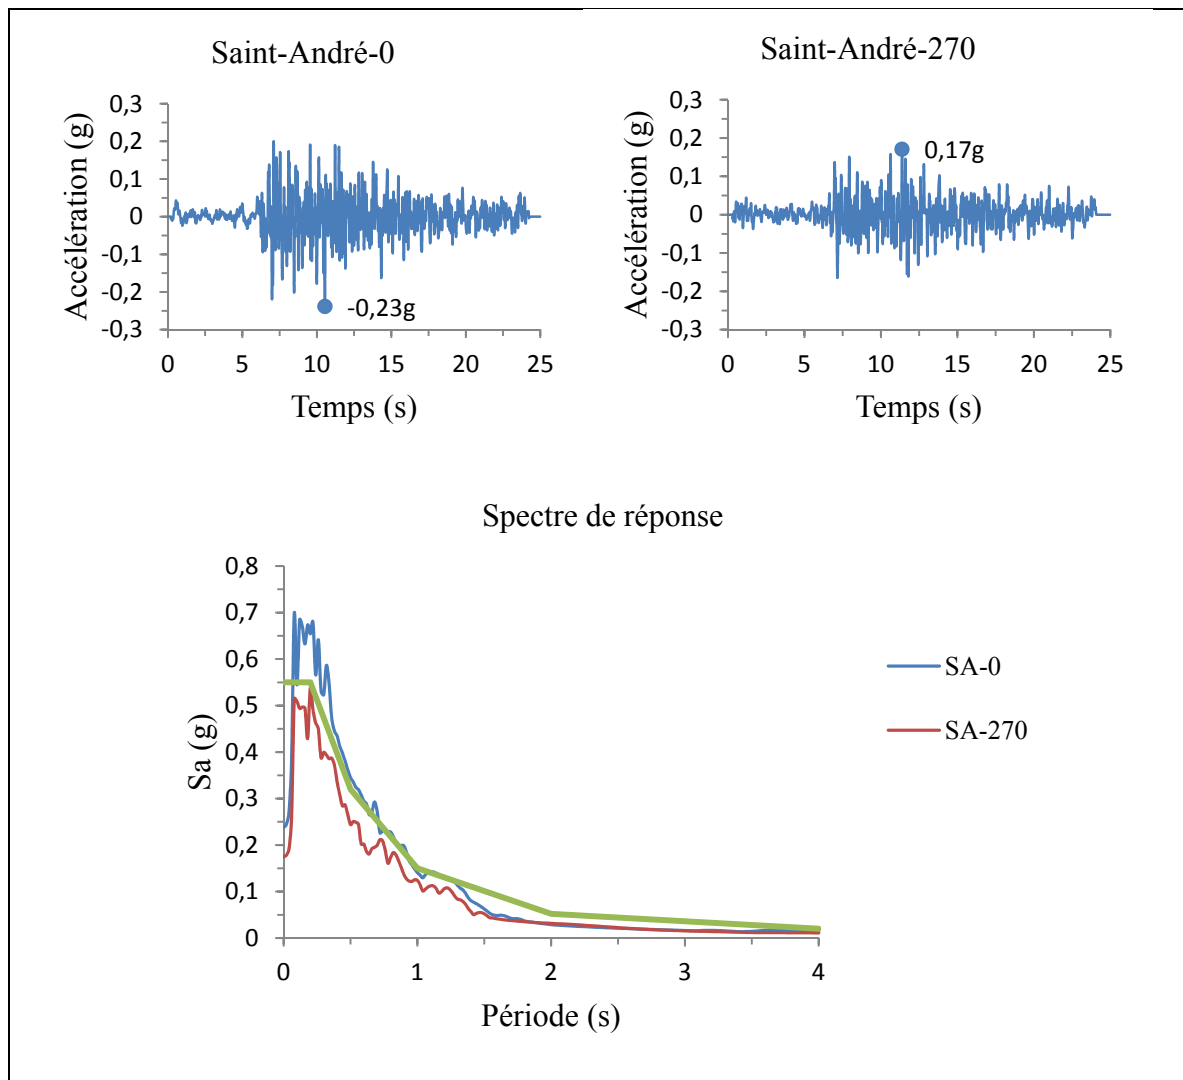 Saint-André-0
0,3
0,2
0,1
0
-0,1
-0,2
-0,3
Accélération (g)
-0,23g
0 5 10 15 20 25
Temps (s)
Saint-André-270
0,3
0,2
0,1
0
-0,1
-0,2
-0,3
Accélération (g)
0,17g
0 5 10 15 20 25
Temps (s)
Spectre de réponse
0,8
0,7
0,6
0,5
0,4
0,3
0,2
0,1
0
Sa (g)
0 1 2 3 4
Période (s)
SA-0
SA-270